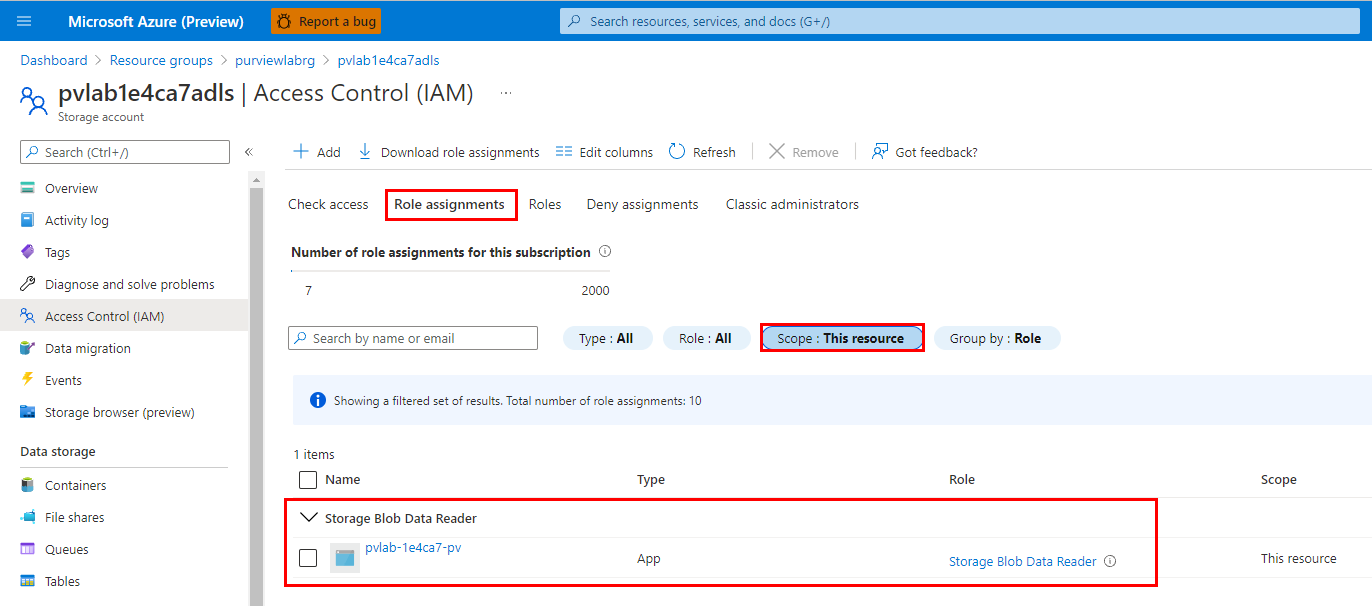 Microsoft Azure (Preview)
Report a bug
Search resources, services, and docs (G+/)
Dashboard > Resource groups > purviewlabrg > pvlab1e4ca7adls
pvlab1e4ca7adls | Access Control (IAM) ...
Storage account
Search (Ctrl+/)
«
Overview
Activity log
Tags
Diagnose and solve problems
Access Control (IAM)
Data migration
Events
Storage browser (preview)
Data storage
Containers
File shares
Queues
Tables
Add
Download role assignments
Edit columns
Refresh
Remove
Got feedback?
Check access
Role assignments
Roles
Deny assignments
Classic administrators
Number of role assignments for this subscription
7
2000
Search by name or email
Type : All
Role : All
Scope : This resource
Group by : Role
Showing a filtered set of results. Total number of role assignments: 10
1 items
Name
Type
Role
Scope
Storage Blob Data Reader
pvlab-1e4ca7-pv
App
Storage Blob Data Reader
This resource